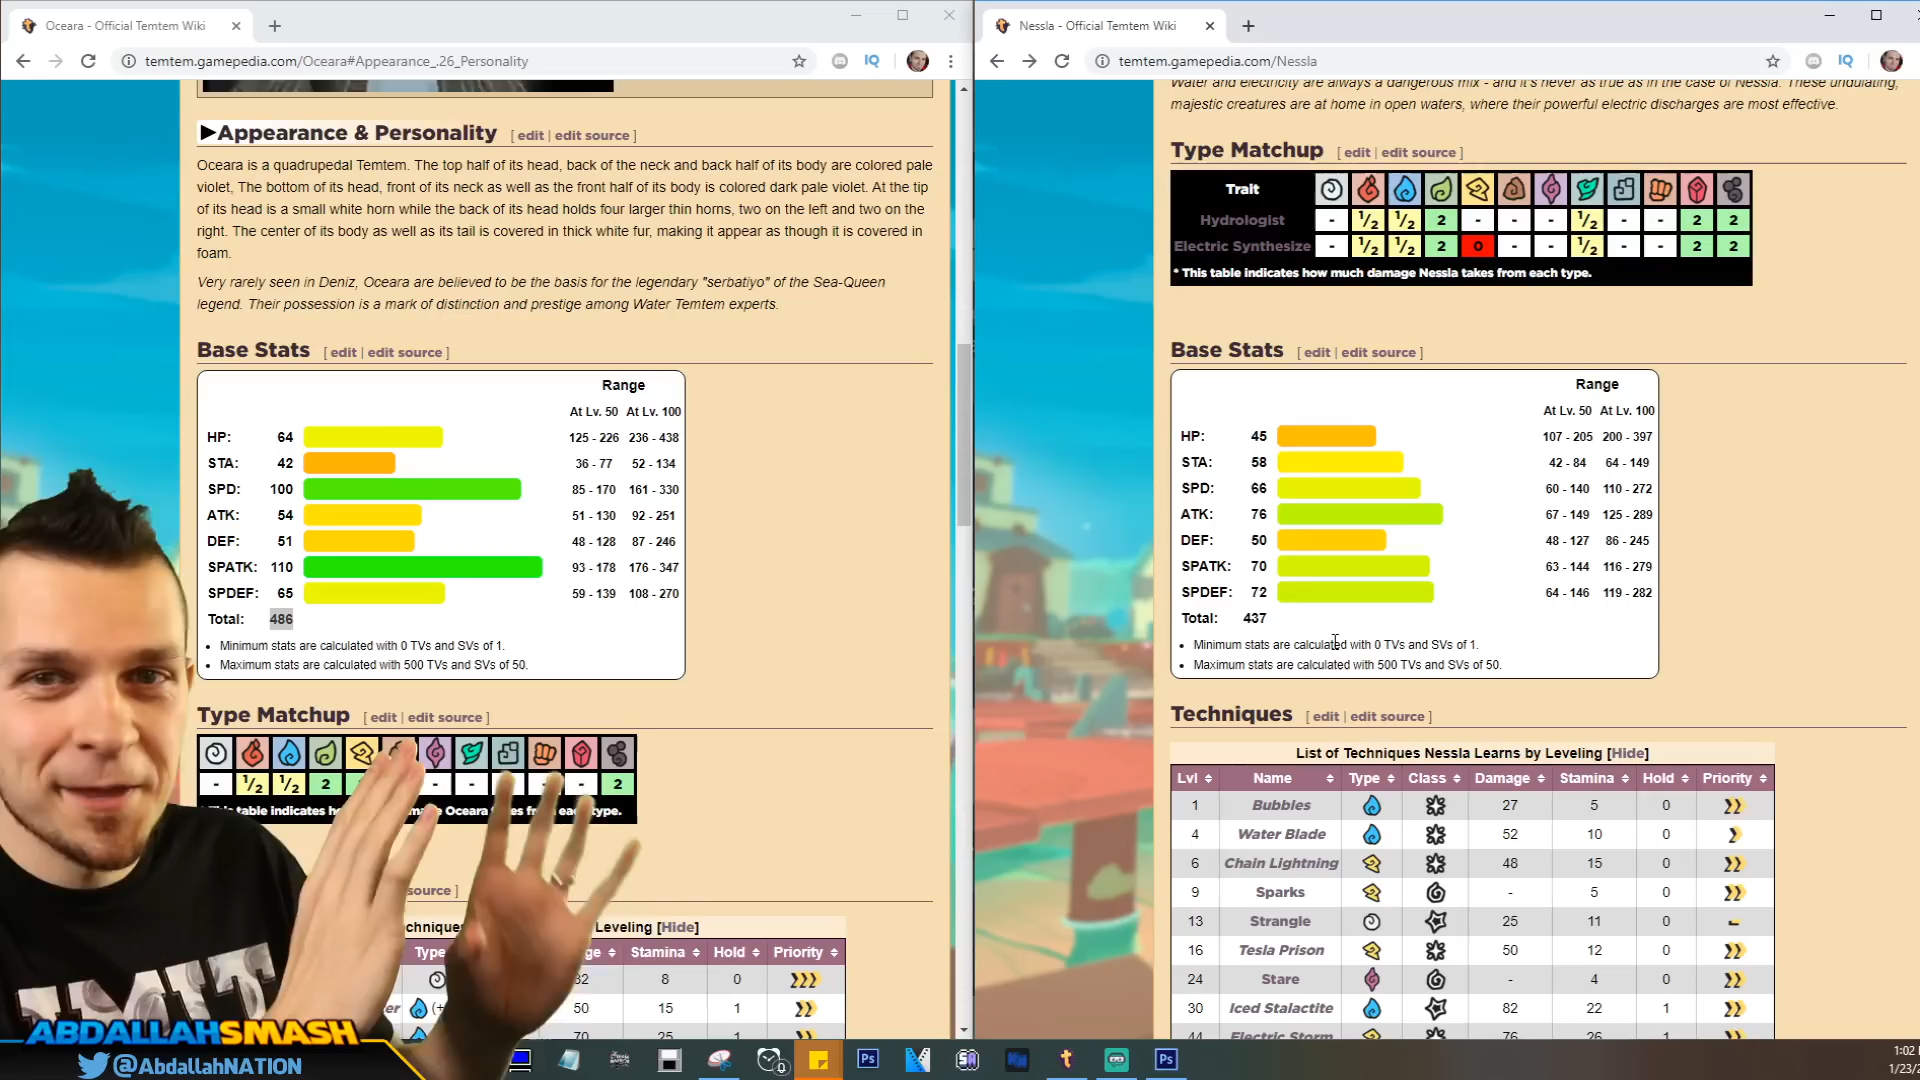 Oceara - Official Temtem Wiki
temtem.gamepedia.com/Oceara#Appearance_.26_Personality
Appearance & Personality [ edit | edit source ]
Oceara is a quadrupedal Temtem. The top half of its head, back of the neck and back half of its body are colored pale
violet, The bottom of its head, front of its neck as well as the front half of its body is colored dark pale violet. At the tip
of its head is a small white horn while the back of its head holds four larger thin horns, two on the left and two on the
right. The center of its body as well as its tail is covered in thick white fur, making it appear as though it is covered in
foam.
Very rarely seen in Deniz, Oceara are believed to be the basis for the legendary "serbatiyo" of the Sea-Queen
legend. Their possession is a mark of distinction and prestige among Water Temtem experts.
Base Stats [ edit | edit source ]
Range
At Lv. 50 At Lv. 100
HP: 64 125 - 226 236 - 438
STA: 42 36 - 77 52 - 134
SPD: 100 85 - 170 161 - 330
ATK: 54 51 - 130 92 - 251
DEF: 51 48 - 128 87 - 246
SPATK: 110 93 - 178 176 - 347
SPDEF: 65 59 - 139 108 - 270
Total: 486
Minimum stats are calculated with 0 TVs and SVs of 1.
Maximum stats are calculated with 500 TVs and SVs of 50.
Type Matchup [ edit | edit source ]
- 1/2 1/2 2 - - - - - - 2
table indicates how Oceara from each type.
source ]
Leveling [Hide]
Type Stamina Hold Priority
32 8 0
er (+ 50 15 1
70 25 1
ABDALLAHSMASH
@AbdallahNATION
Nessla - Official Temtem Wiki
temtem.gamepedia.com/Nessla
Water and electricity are always a dangerous mix - and it's never as true as in the case of Nessla. These undulating,
majestic creatures are at home in open waters, where their powerful electric discharges are most effective.
Type Matchup [ edit | edit source ]
Trait
Hydrologist - 1/2 1/2 2 - - - 1/2 - - 2 2
Electric Synthesize - 1/2 1/2 2 0 - - 1/2 - - 2 2
* This table indicates how much damage Nessla takes from each type.
Base Stats [ edit | edit source ]
Range
At Lv. 50 At Lv. 100
HP: 45 107 - 205 200 - 397
STA: 58 42 - 84 64 - 149
SPD: 66 60 - 140 110 - 272
ATK: 76 67 - 149 125 - 289
DEF: 50 48 - 127 86 - 245
SPATK: 70 63 - 144 116 - 279
SPDEF: 72 64 - 146 119 - 282
Total: 437
Minimum stats are calculated with 0 TVs and SVs of 1.
Maximum stats are calculated with 500 TVs and SVs of 50.
Techniques [ edit | edit source ]
List of Techniques Nessla Learns by Leveling [Hide]
Lvl Name Type Class Damage Stamina Hold Priority
1 Bubbles 27 5 0
4 Water Blade 52 10 0
6 Chain Lightning 48 15 0
9 Sparks - 5 0
13 Strangle 25 11 0
16 Tesla Prison 50 12 0
24 Stare - 4 0
30 Iced Stalactite 82 22 1
44 Electric Storm 76 26 1
1:02
1/23/2